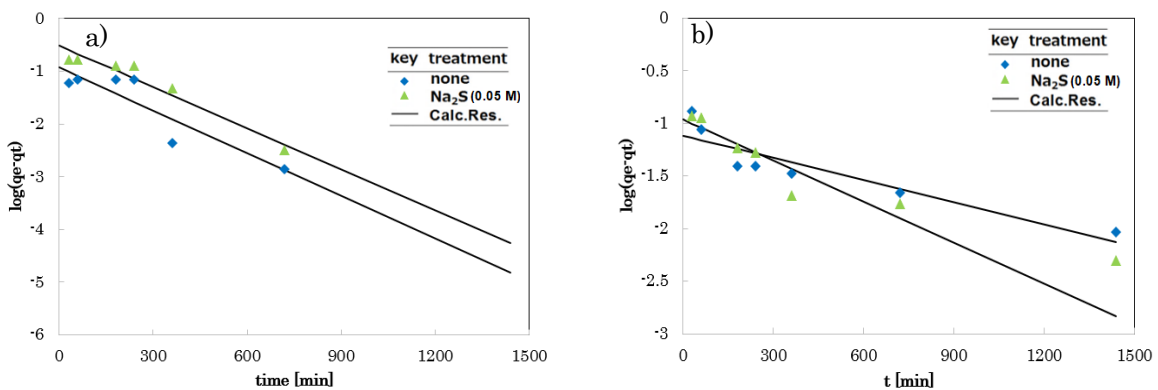 a)
key treatment
none
Na₂S (0.05 M)
Calc.Res.
0
-1
-2
-3
-4
-5
-6
log(qe-qt)
0 300 600 900 1200 1500
time [min]
b)
key treatment
none
Na₂S (0.05 M)
Calc.Res.
0
-0.5
-1
-1.5
-2
-2.5
-3
log(qe-qt)
0 300 600 900 1200 1500
t [min]